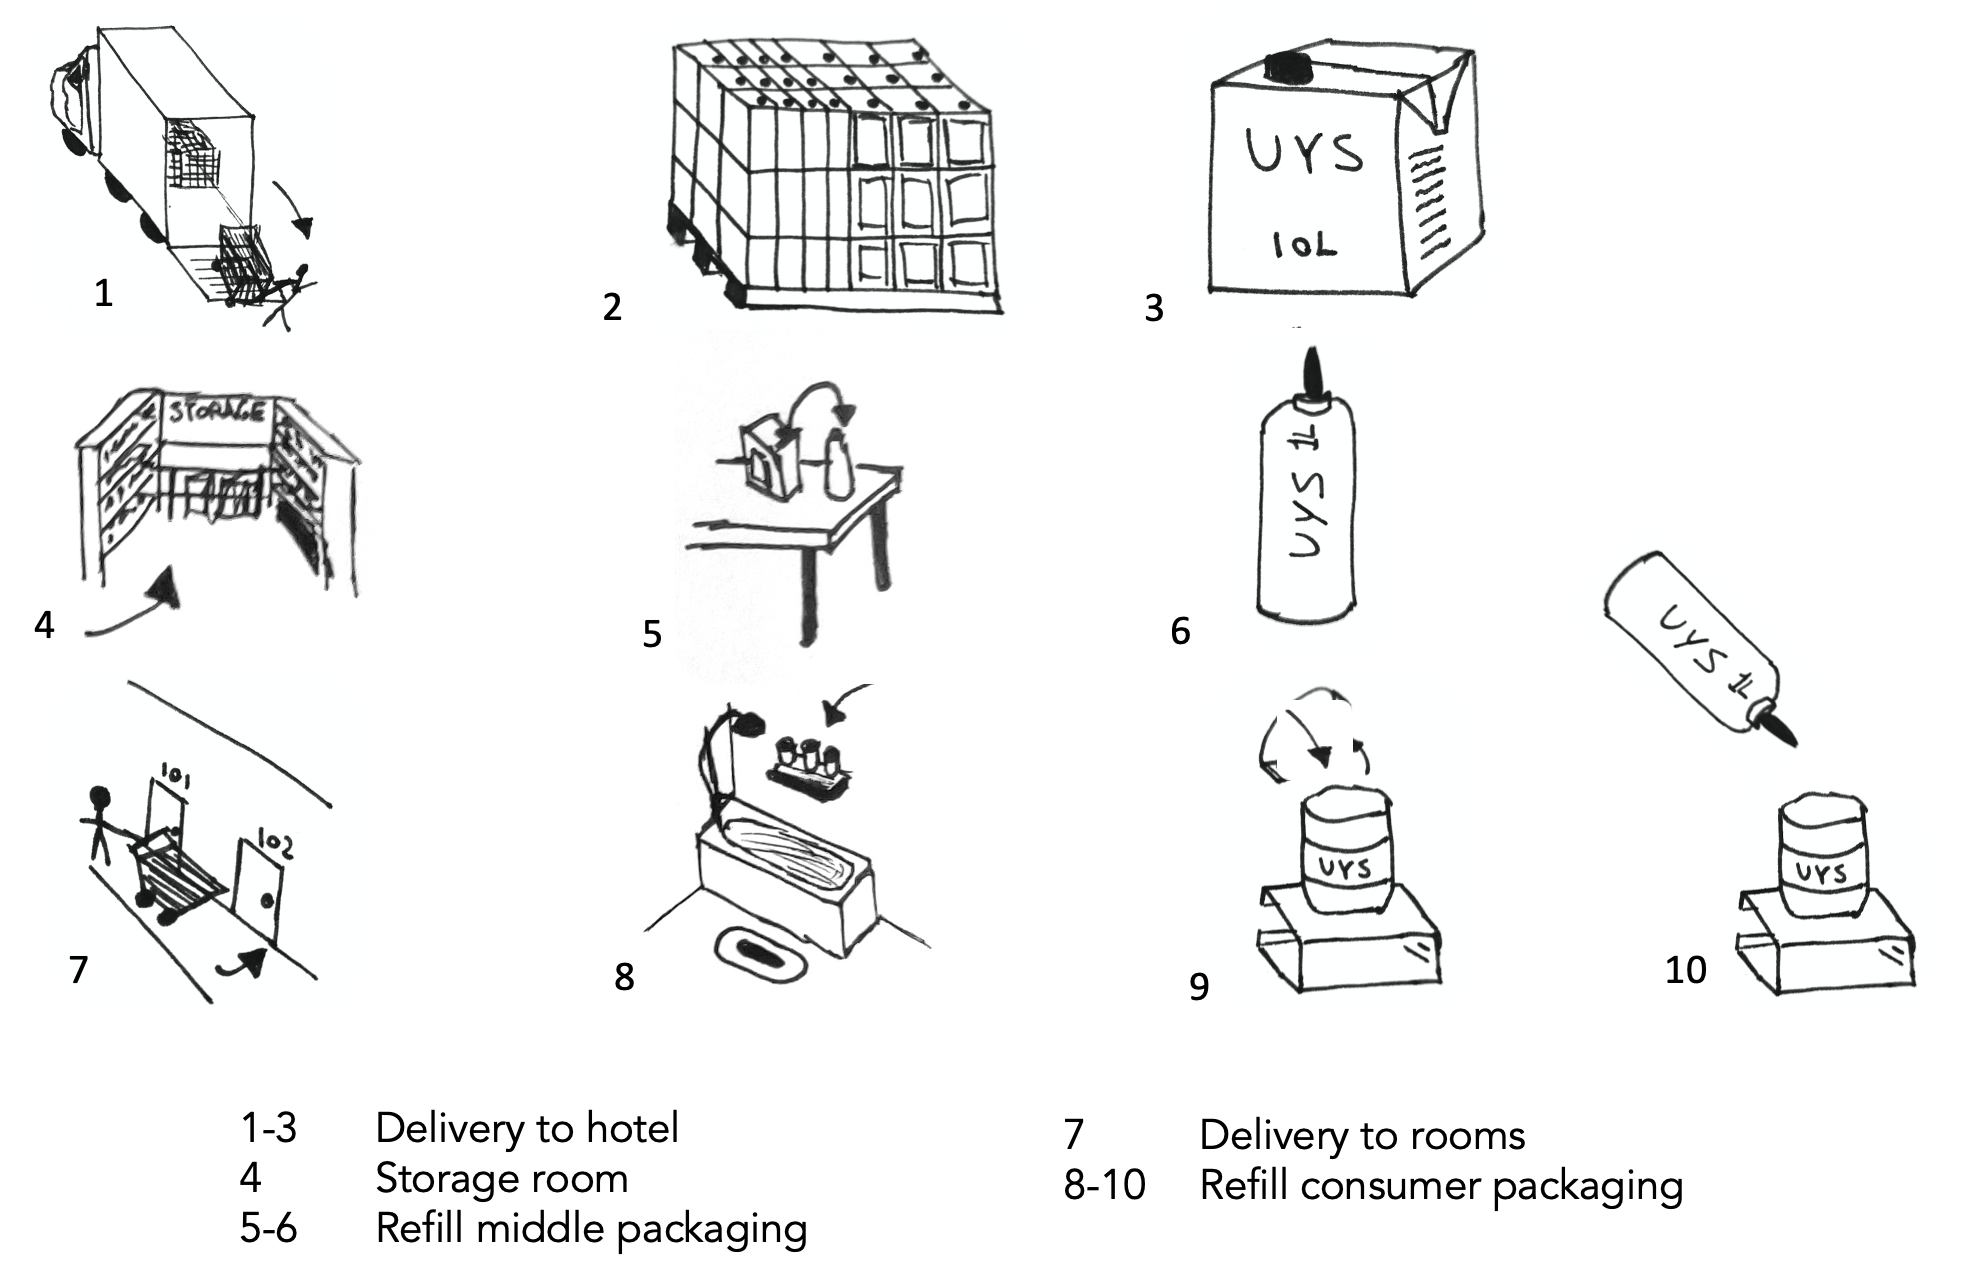 1
2
3
UYS
10L
STORAGE
4
5
6
UYS 1L
UYS 1L
101
102
7
8
UYS
9
UYS
10
1-3 Delivery to hotel
4 Storage room
5-6 Refill middle packaging
7 Delivery to rooms
8-10 Refill consumer packaging